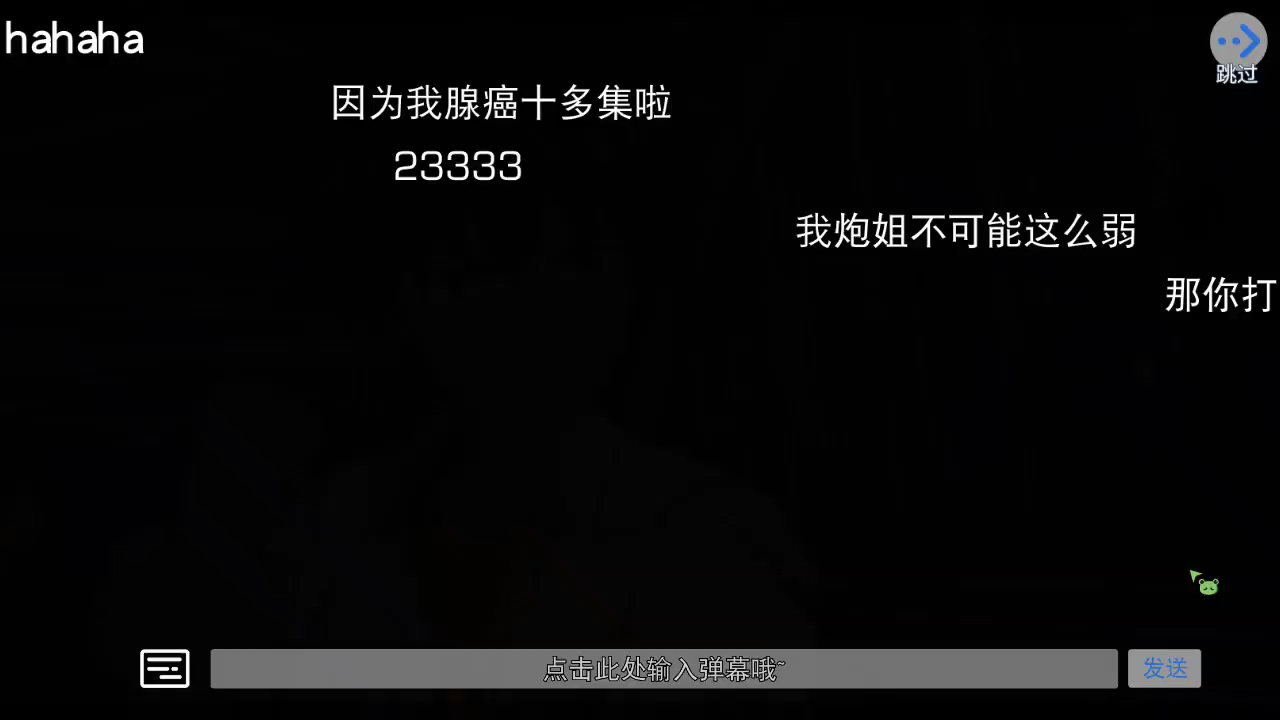 hahaha
跳过
因为我腺癌十多集啦
23333
我炮姐不可能这么弱
那你打
点击此处输入弹幕哦~
发送